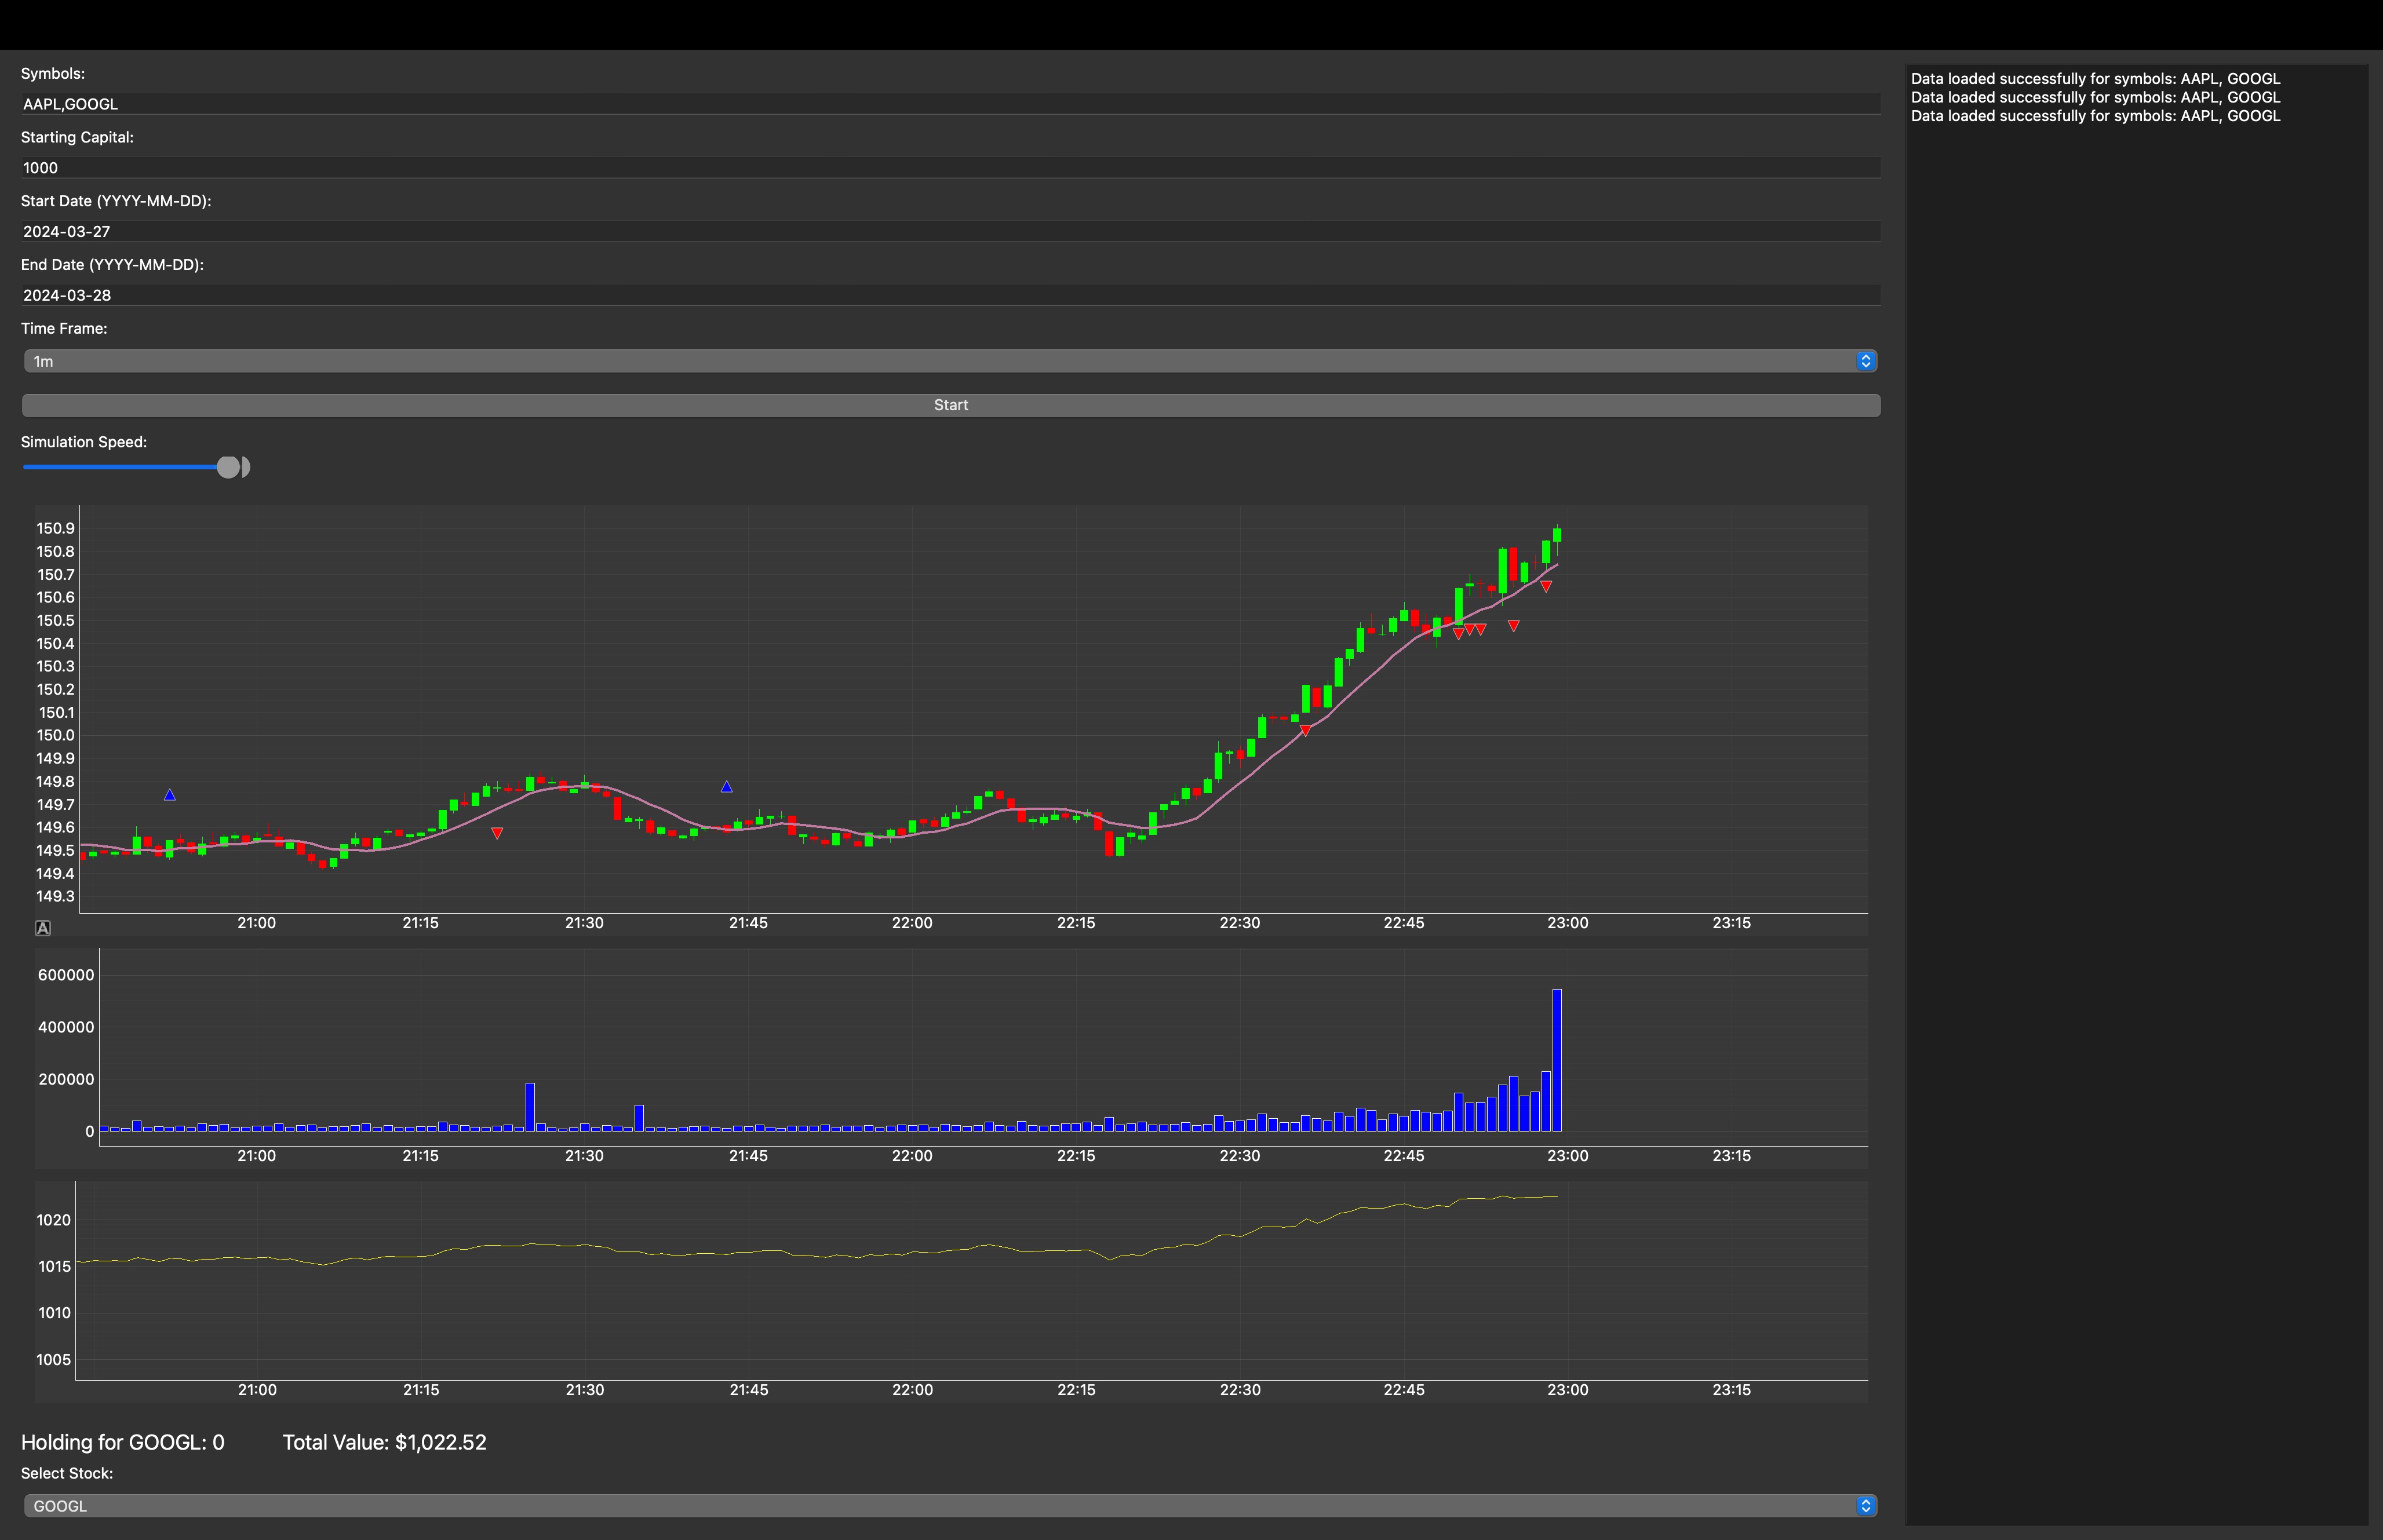 Symbols:
AAPL,GOOGL
Starting Capital:
1000
Start Date (YYYY-MM-DD):
2024-03-27
End Date (YYYY-MM-DD):
2024-03-28
Time Frame:
1m
Start
Simulation Speed:
150.9
150.8
150.7
150.6
150.5
150.4
150.3
150.2
150.1
150.0
149.9
149.8
149.7
149.6
149.5
149.4
149.3
A
21:00 21:15 21:30 21:45 22:00 22:15 22:30 22:45 23:00 23:15
600000
400000
200000
0
21:00 21:15 21:30 21:45 22:00 22:15 22:30 22:45 23:00 23:15
1020
1015
1010
1005
21:00 21:15 21:30 21:45 22:00 22:15 22:30 22:45 23:00 23:15
Holding for GOOGL: 0 Total Value: $1,022.52
Select Stock:
GOOGL
Data loaded successfully for symbols: AAPL, GOOGL
Data loaded successfully for symbols: AAPL, GOOGL
Data loaded successfully for symbols: AAPL, GOOGL